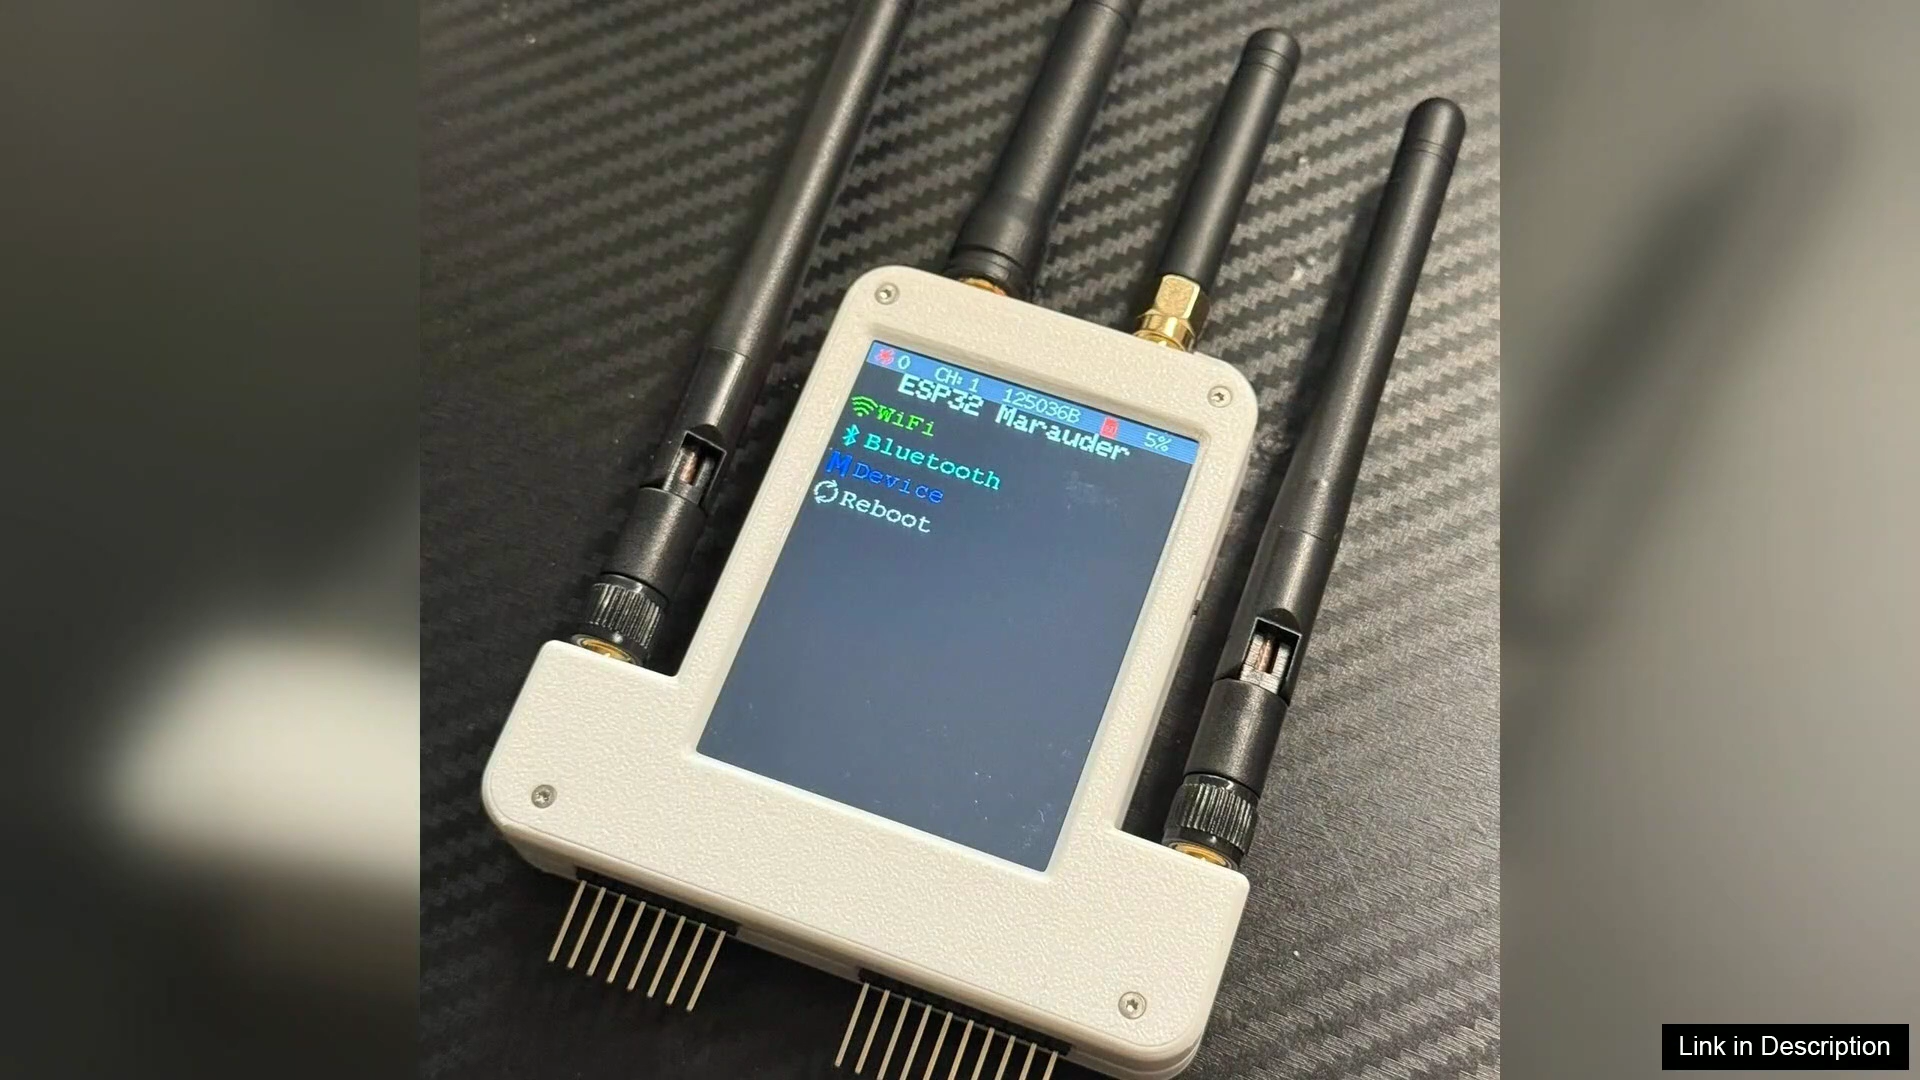 0 CH: 1 125036B 5%
ESP32 Marauder
WiFi
Bluetooth
Device
Reboot
Link in Description